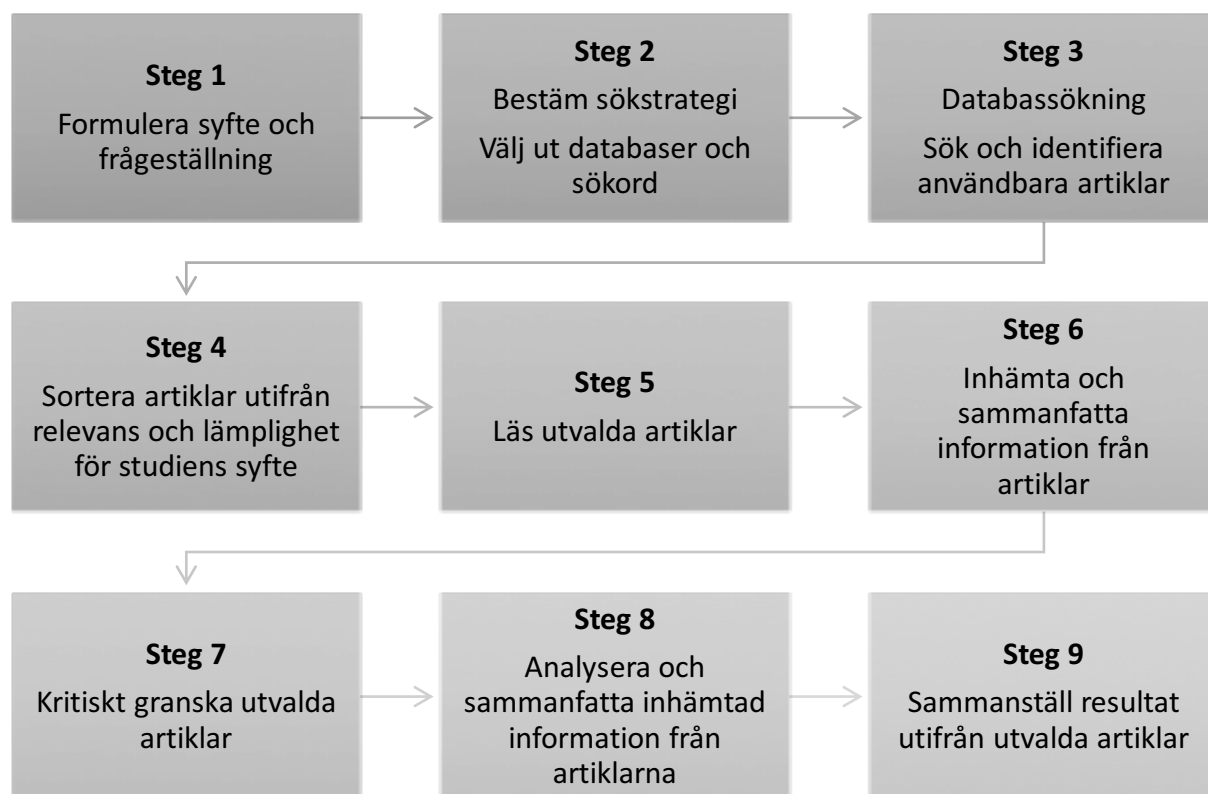 Steg 1
Formulera syfte och
frågeställning
Steg 2
Bestäm sökstrategi
Välj ut databaser och
sökord
Steg 3
Databassökning
Sök och identifiera
användbara artiklar
Steg 4
Sortera artiklar utifrån
relevans och lämplighet
för studiens syfte
Steg 5
Läs utvalda artiklar
Steg 6
Inhämta och
sammanfatta
information från
artiklar
Steg 7
Kritiskt granska utvalda
artiklar
Steg 8
Analysera och
sammanfatta inhämtad
information från
artiklarna
Steg 9
Sammanställ resultat
utifrån utvalda artiklar